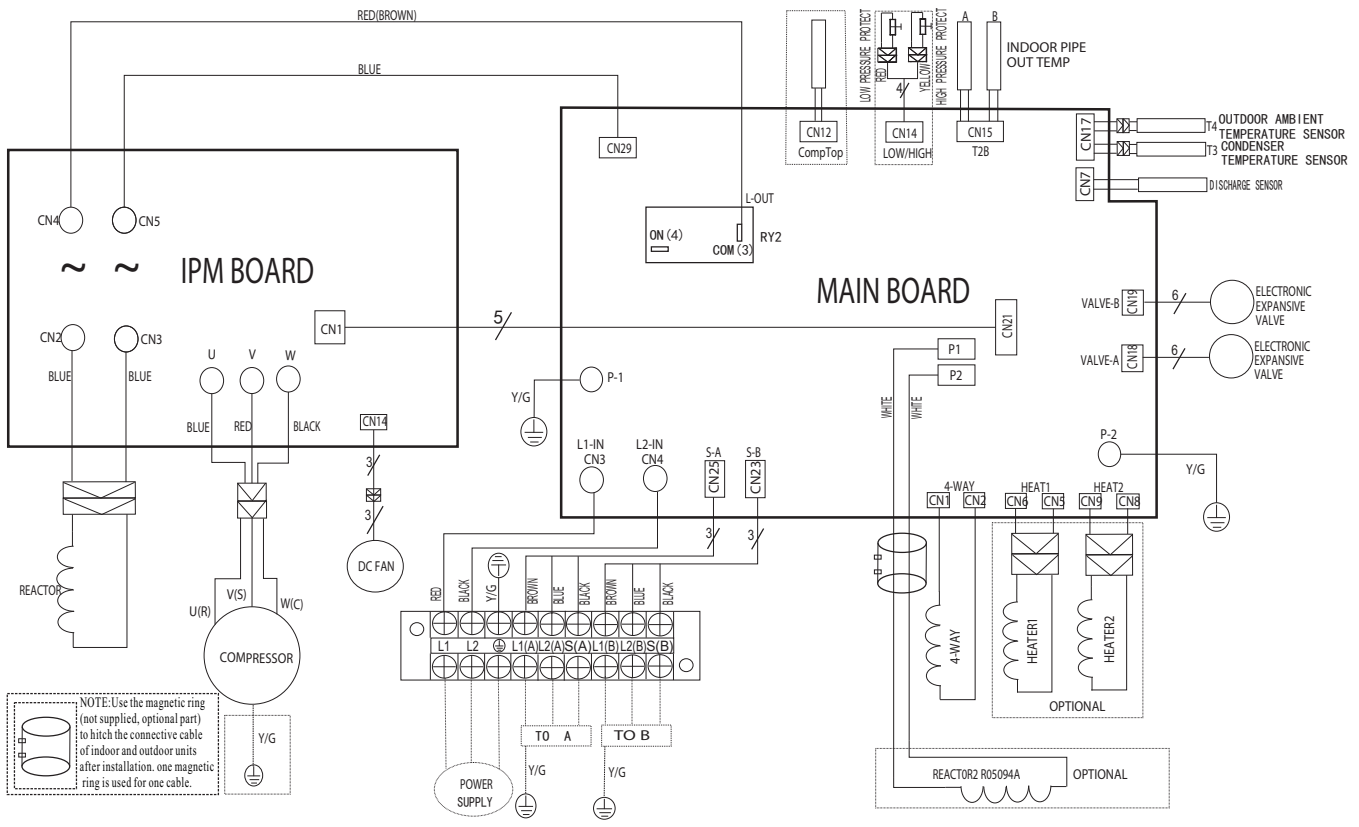 RED(BROWN)
BLUE
LOW PRESSURE PROTECT
RED
YELLOW
HIGH PRESSURE PROTECT
4
A
B
INDOOR PIPE
OUT TEMP
CN12
CompTop
CN14
LOW/HIGH
CN15
T2B
CN17
T4
OUTDOOR AMBIENT
TEMPERATURE SENSOR
T3
CONDENSER
TEMPERATURE SENSOR
CN7
DISCHARGE SENSOR
CN29
L-OUT
ON(4)
COM(3)
RY2
CN4
CN5
~
~
IPM BOARD
MAIN BOARD
CN2
CN3
BLUE
BLUE
U
V
W
BLUE
RED
BLACK
CN1
5
CN21
CN14
3
3
DC FAN
VALVE-B
CN19
6
ELECTRONIC
EXPANSIVE
VALVE
VALVE-A
CN18
6
ELECTRONIC
EXPANSIVE
VALVE
P1
P2
WHITE
WHITE
P-1
Y/G
P-2
Y/G
L1-IN
CN3
L2-IN
CN4
S-A
CN25
S-B
CN23
3
3
4-WAY
CN1
CN2
HEAT1
CN6
CN5
HEAT2
CN9
CN8
REACTOR
U(R)
V(S)
W(C)
COMPRESSOR
Y/G
RED
BLACK
Y/G
BROWN
BLUE
BLACK
BROWN
BLUE
BLACK
L1
L2
L1(A)
L2(A)
S(A)
L1(B)
L2(B)
S(B)
4-WAY
HEATER1
HEATER2
OPTIONAL
TO A
TO B
Y/G
Y/G
POWER
SUPPLY
REACTOR2 R05094A
OPTIONAL
NOTE:Use the magnetic ring
(not supplied, optional part)
to hitch the connective cable
of indoor and outdoor units
after installation. one magnetic
ring is used for one cable.